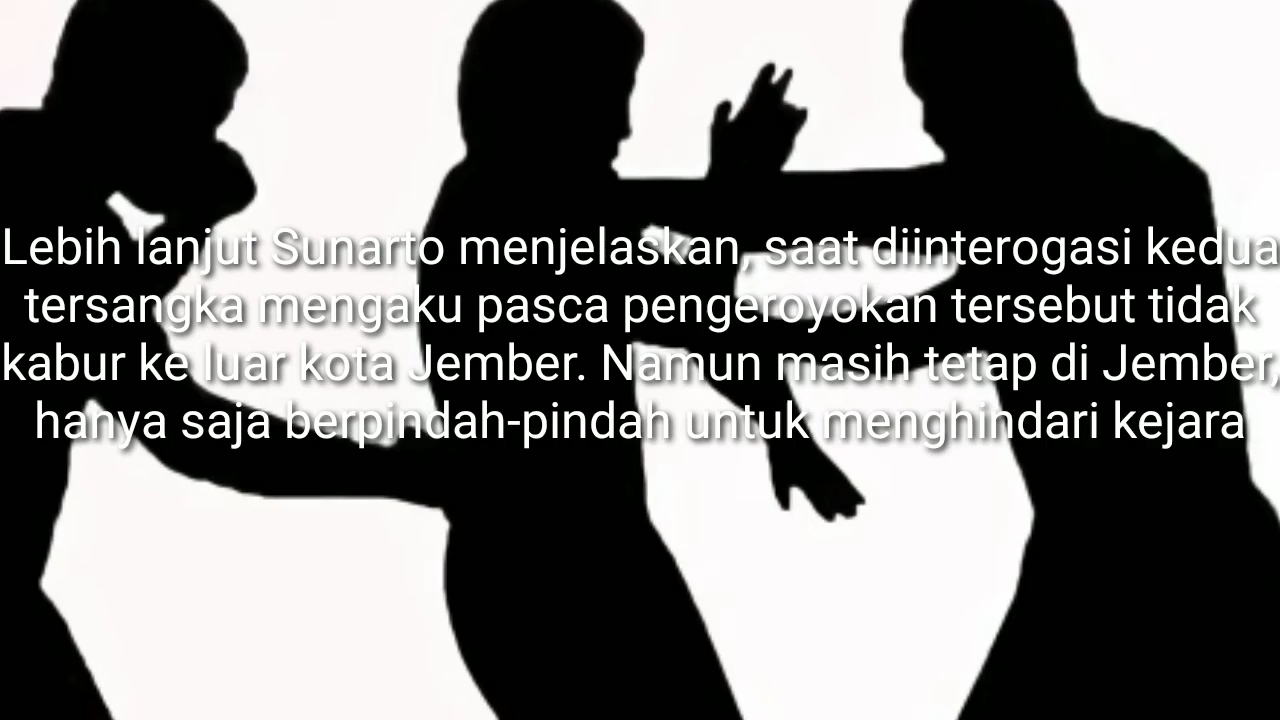 Lebih lanjut Sunarto menjelaskan, saat diinterogasi kedua
tersangka mengaku pasca pengeroyokan tersebut tidak
kabur ke luar kota Jember. Namun masih tetap di Jember,
hanya saja berpindah-pindah untuk menghindari kejara